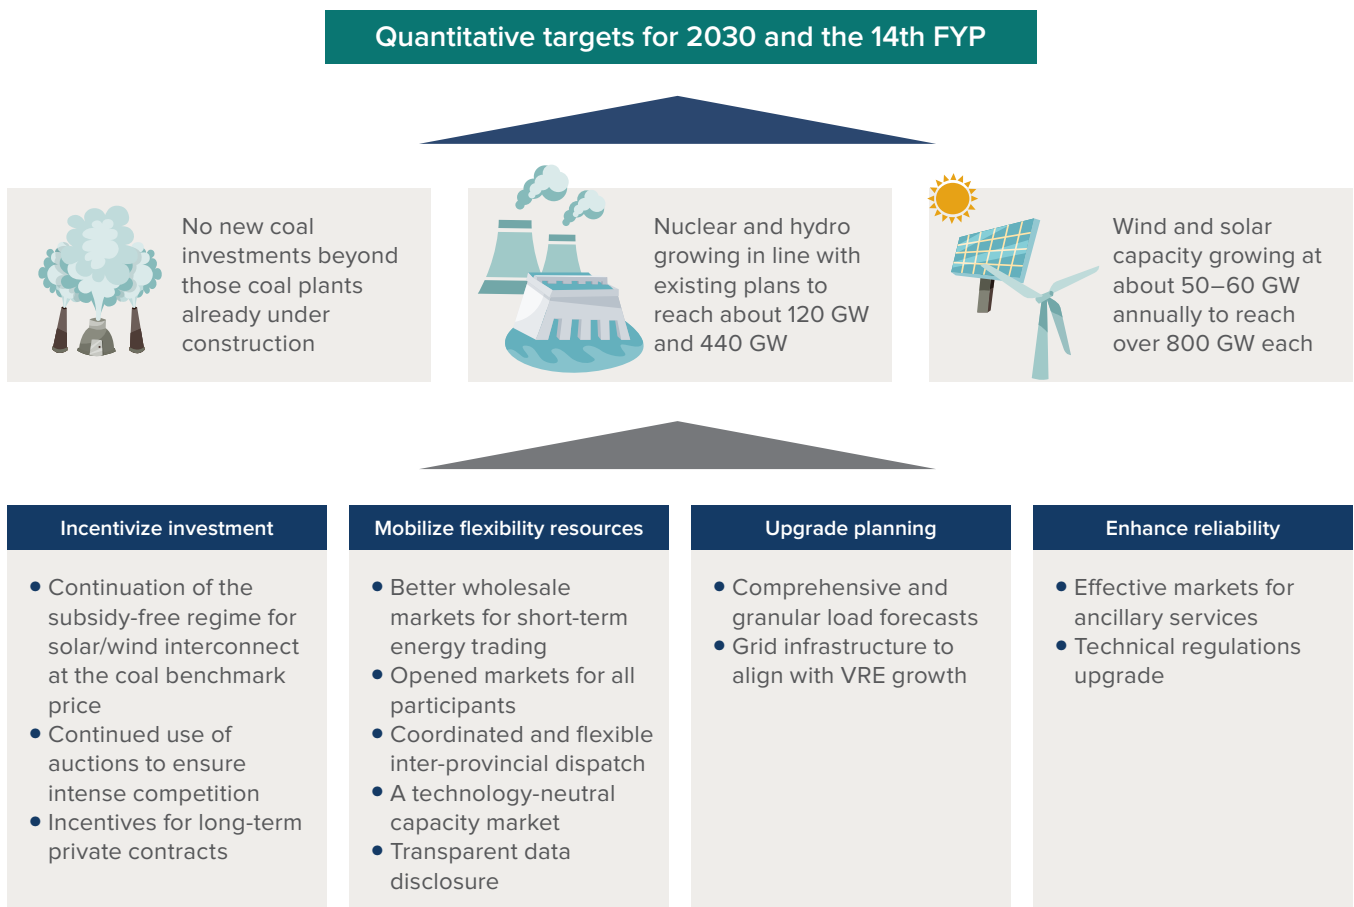 Quantitative targets for 2030 and the 14th FYP
No new coal
investments beyond
those coal plants
already under
construction
Nuclear and hydro
growing in line with
existing plans to
reach about 120 GW
and 440 GW
Wind and solar
capacity growing at
about 50–60 GW
annually to reach
over 800 GW each
Incentivize investment
• Continuation of the
subsidy-free regime for
solar/wind interconnect
at the coal benchmark
price
• Continued use of
auctions to ensure
intense competition
• Incentives for long-term
private contracts
Mobilize flexibility resources
• Better wholesale
markets for short-term
energy trading
• Opened markets for all
participants
• Coordinated and flexible
inter-provincial dispatch
• A technology-neutral
capacity market
• Transparent data
disclosure
Upgrade planning
• Comprehensive and
granular load forecasts
• Grid infrastructure to
align with VRE growth
Enhance reliability
• Effective markets for
ancillary services
• Technical regulations
upgrade